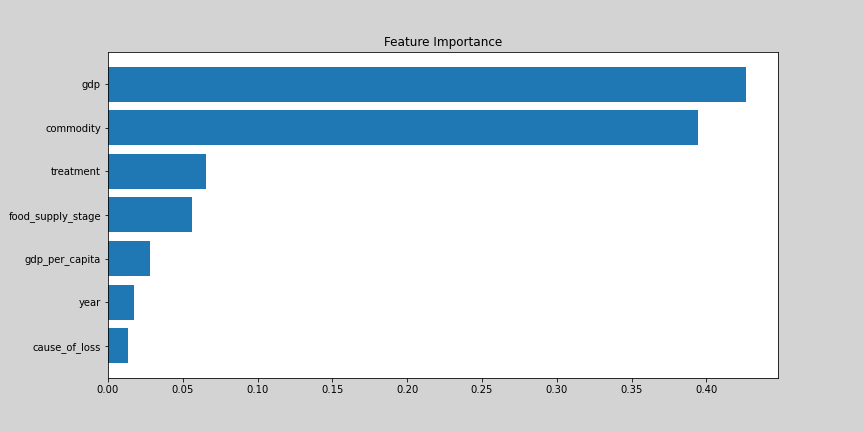 Feature Importance
gdp
commodity
treatment
food_supply_stage
gdp_per_capita
year
cause_of_loss
0.00 0.05 0.10 0.15 0.20 0.25 0.30 0.35 0.40